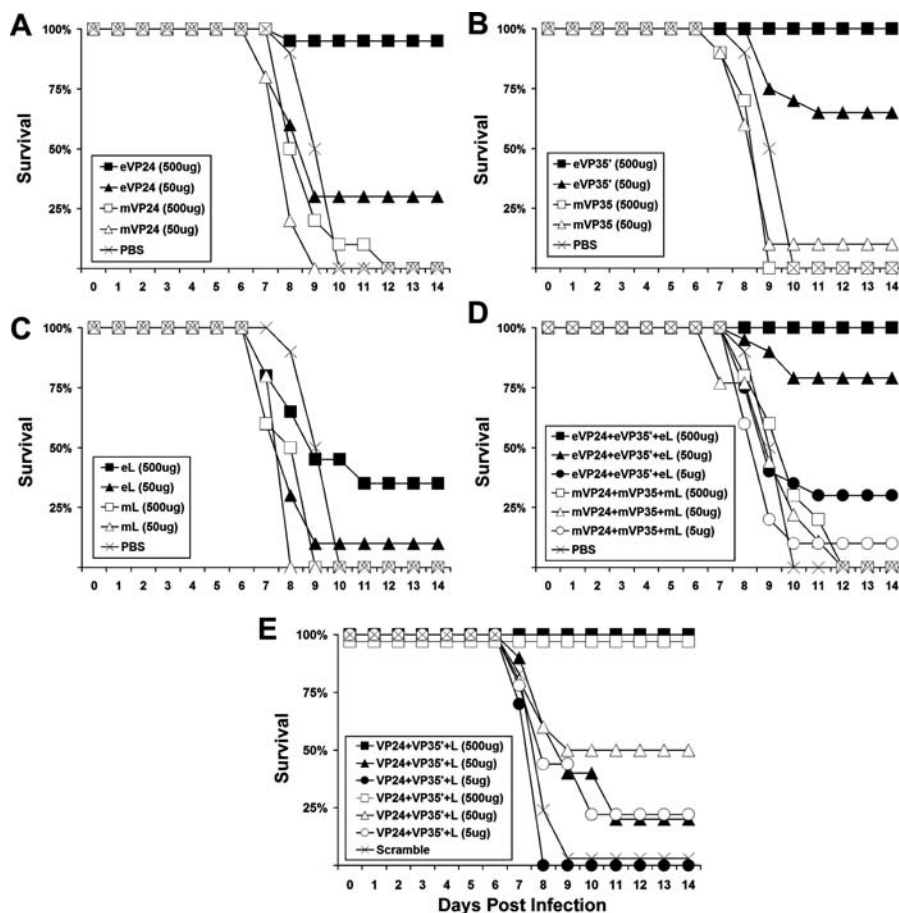 A
100%
75%
50%
25%
Survival
eVP24 (500ug)
eVP24 (50ug)
mVP24 (500ug)
mVP24 (50ug)
PBS
0 1 2 3 4 5 6 7 8 9 10 11 12 13 14
B
100%
75%
50%
25%
Survival
eVP35' (500ug)
eVP35' (50ug)
mVP35 (500ug)
mVP35 (50ug)
PBS
0 1 2 3 4 5 6 7 8 9 10 11 12 13 14
C
100%
75%
50%
25%
Survival
eL (500ug)
eL (50ug)
mL (500ug)
mL (50ug)
PBS
0 1 2 3 4 5 6 7 8 9 10 11 12 13 14
D
100%
75%
50%
25%
Survival
eVP24+eVP35'+eL (500ug)
eVP24+eVP35'+eL (50ug)
eVP24+eVP35'+eL (5ug)
mVP24+mVP35+mL (500ug)
mVP24+mVP35+mL (50ug)
mVP24+mVP35+mL (5ug)
PBS
0 1 2 3 4 5 6 7 8 9 10 11 12 13 14
E
100%
75%
50%
25%
Survival
VP24+VP35'+L (500ug)
VP24+VP35'+L (50ug)
VP24+VP35'+L (5ug)
VP24+VP35'+L (500ug)
VP24+VP35'+L (50ug)
VP24+VP35'+L (5ug)
Scramble
0 1 2 3 4 5 6 7 8 9 10 11 12 13 14
Days Post Infection